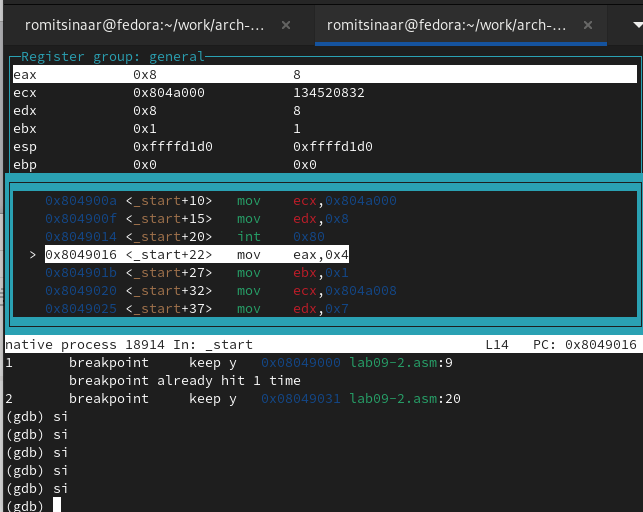 romitsinaar@fedora:~/work/arch-... × romitsinaar@fedora:~/work/arch-... ×
Register group: general
eax 0x8 8
ecx 0x804a000 134520832
edx 0x8 8
ebx 0x1 1
esp 0xffffd1d0 0xffffd1d0
ebp 0x0 0x0
0x804900a <_start+10> mov ecx,0x804a000
0x804900f <_start+15> mov edx,0x8
0x8049014 <_start+20> int 0x80
> 0x8049016 <_start+22> mov eax,0x4
0x804901b <_start+27> mov ebx,0x1
0x8049020 <_start+32> mov ecx,0x804a008
0x8049025 <_start+37> mov edx,0x7
native process 18914 In: _start L14 PC: 0x8049016
1 breakpoint keep y 0x08049000 lab09-2.asm:9
breakpoint already hit 1 time
2 breakpoint keep y 0x08049031 lab09-2.asm:20
(gdb) si
(gdb) si
(gdb) si
(gdb) si
(gdb) si
(gdb)